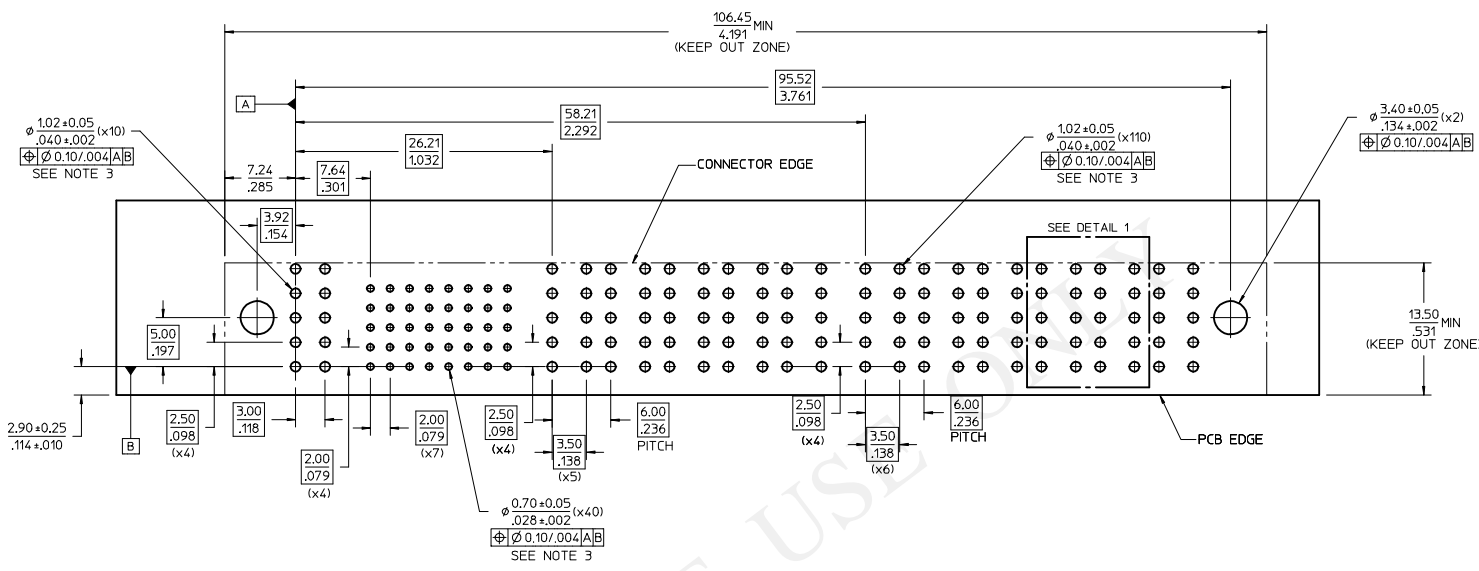 106.45 MIN
4.191
(KEEP OUT ZONE)
95.52
3.761
A
58.21
2.292
⌀ 1.02±0.05 (x10)
.040±.002
⌖ ⌀ 0.10/.004 A B
SEE NOTE 3
26.21
1.032
⌀ 1.02±0.05 (x110)
.040±.002
⌖ ⌀ 0.10/.004 A B
SEE NOTE 3
⌀ 3.40±0.05 (x2)
.134±.002
⌖ ⌀ 0.10/.004 A B
7.24
.285
7.64
.301
CONNECTOR EDGE
3.92
.154
SEE DETAIL 1
5.00
.197
13.50 MIN
.531
(KEEP OUT ZONE)
2.90±0.25
.114±.010
B
2.50
.098
(x4)
3.00
.118
2.00
.079
(x4)
2.00
.079
(x7)
2.50
.098
(x4)
3.50
.138
(x5)
6.00
.236
PITCH
2.50
.098
(x4)
3.50
.138
(x6)
6.00
.236
PITCH
PCB EDGE
⌀ 0.70±0.05 (x40)
.028±.002
⌖ ⌀ 0.10/.004 A B
SEE NOTE 3
USE ONLY